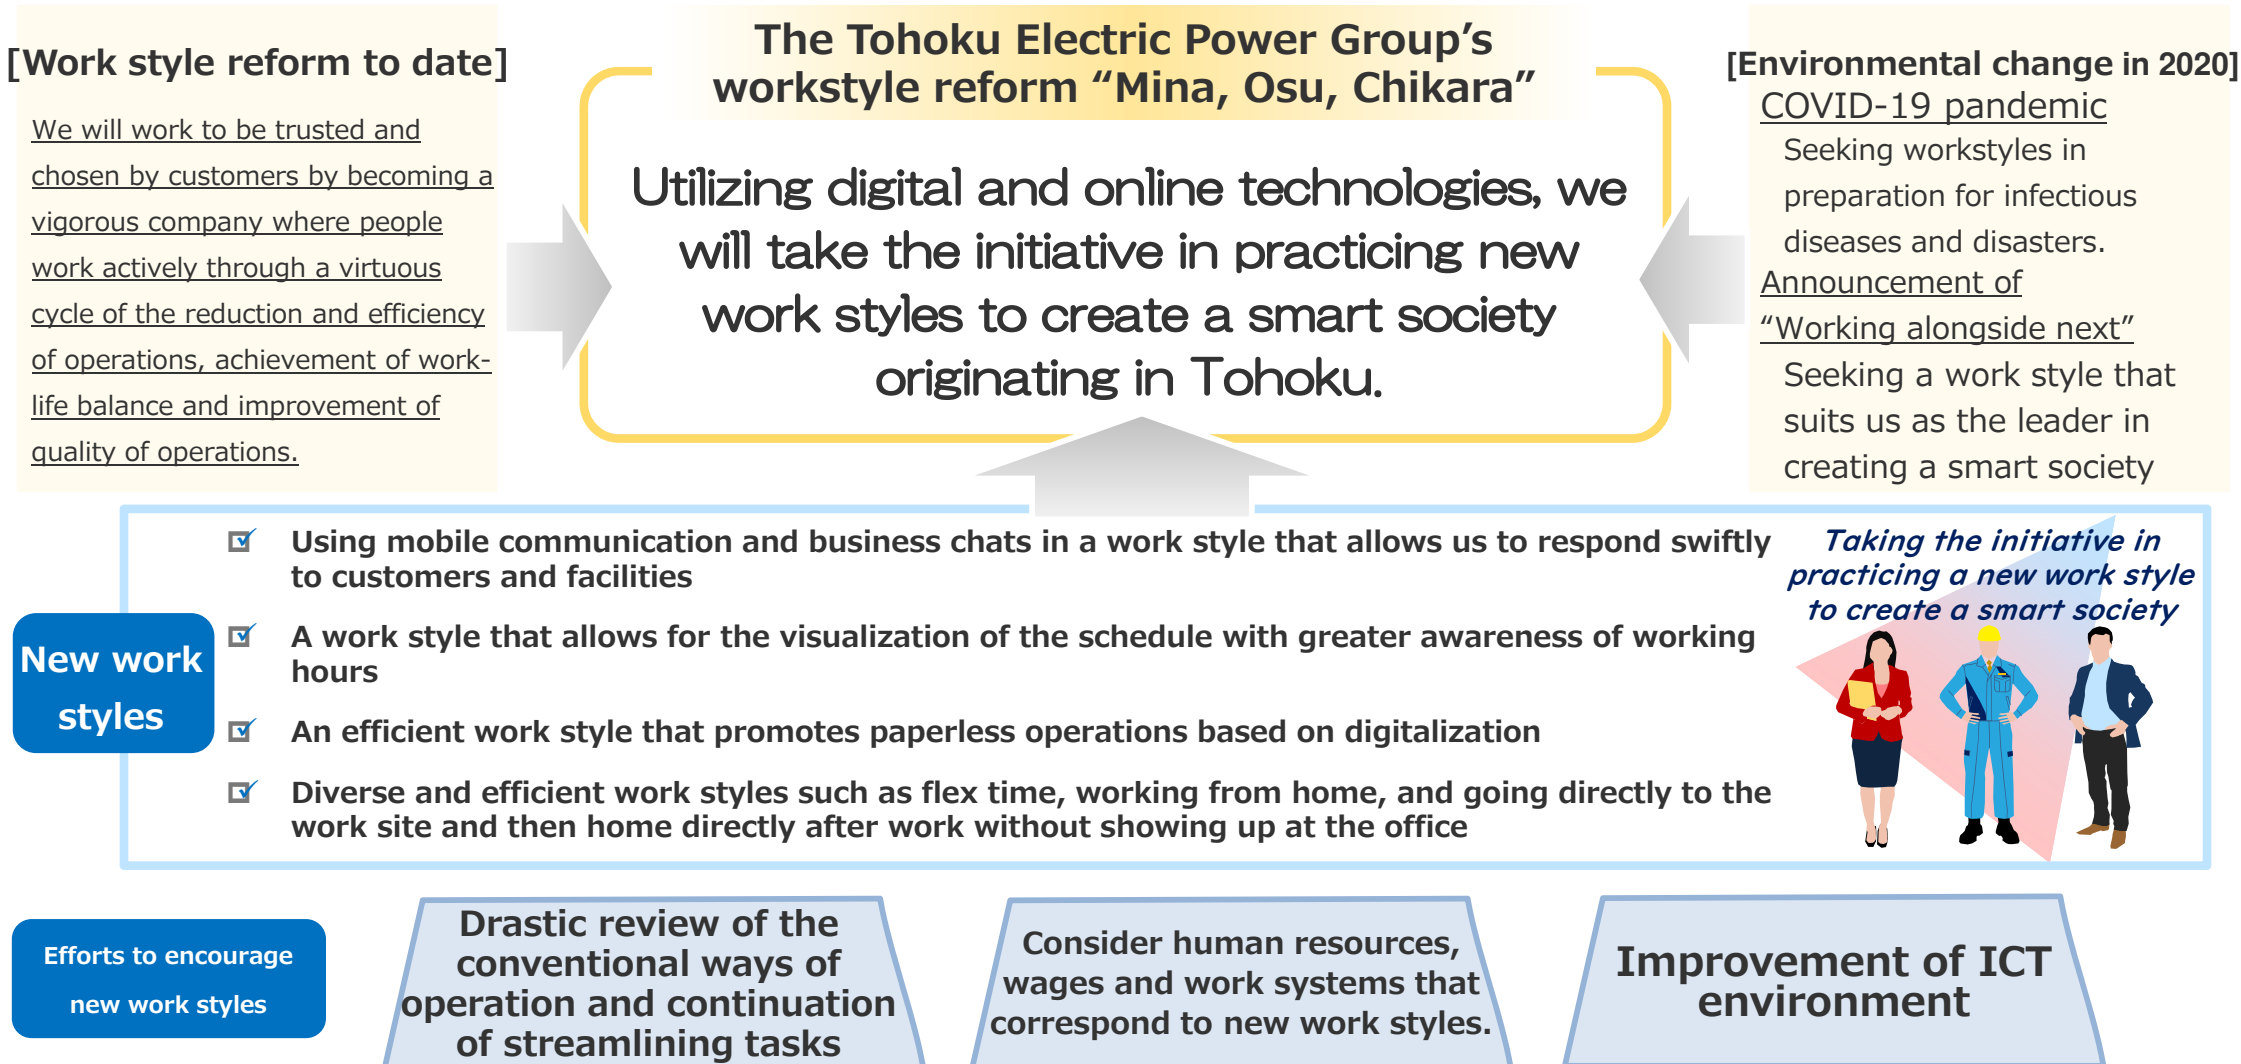 [Work style reform to date]
We will work to be trusted and
chosen by customers by becoming a
vigorous company where people
work actively through a virtuous
cycle of the reduction and efficiency
of operations, achievement of work-
life balance and improvement of
quality of operations.
The Tohoku Electric Power Group’s
workstyle reform “Mina, Osu, Chikara”
Utilizing digital and online technologies, we
will take the initiative in practicing new
work styles to create a smart society
originating in Tohoku.
[Environmental change in 2020]
COVID-19 pandemic
Seeking workstyles in
preparation for infectious
diseases and disasters.
Announcement of
“Working alongside next”
Seeking a work style that
suits us as the leader in
creating a smart society
New work
styles
Using mobile communication and business chats in a work style that allows us to respond swiftly
to customers and facilities
A work style that allows for the visualization of the schedule with greater awareness of working
hours
An efficient work style that promotes paperless operations based on digitalization
Diverse and efficient work styles such as flex time, working from home, and going directly to the
work site and then home directly after work without showing up at the office
Taking the initiative in
practicing a new work style
to create a smart society
Efforts to encourage
new work styles
Drastic review of the
conventional ways of
operation and continuation
of streamlining tasks
Consider human resources,
wages and work systems that
correspond to new work styles.
Improvement of ICT
environment